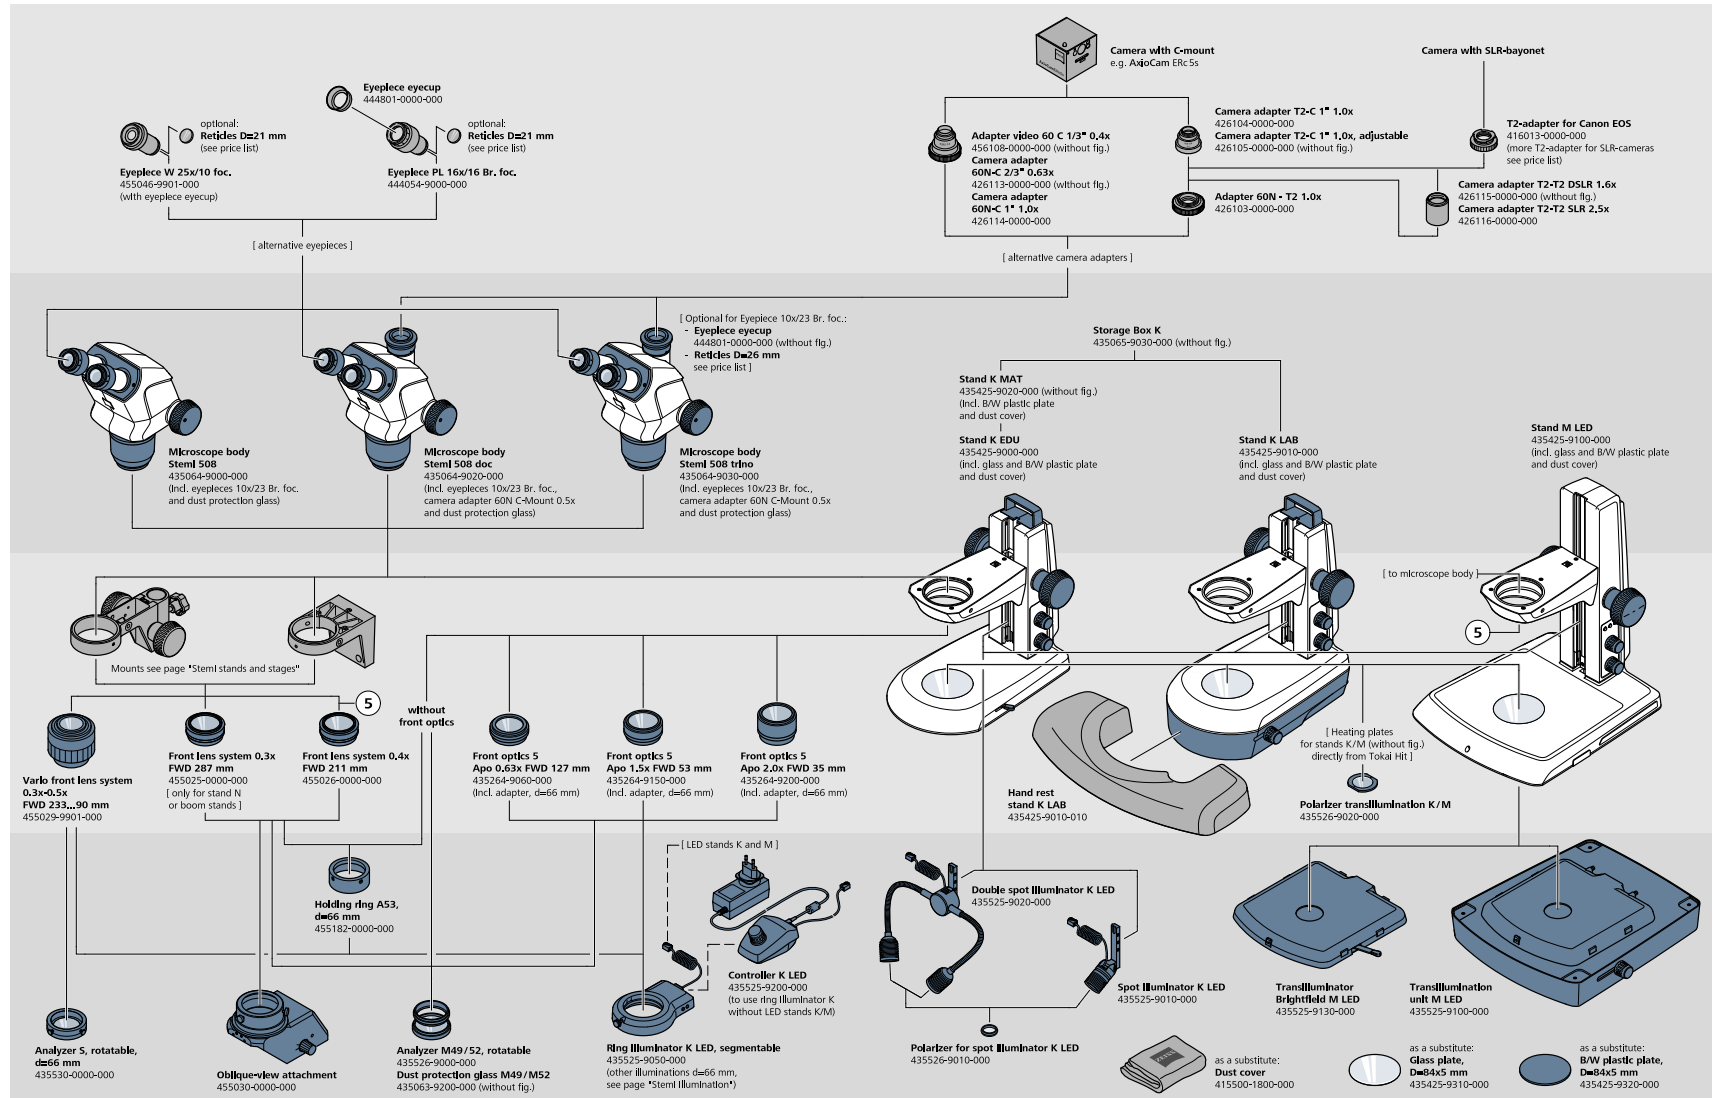 Camera with C-mount
e.g. AxioCam ERc 5s
Camera with SLR-bayonet
Eyepiece eyecup
444801-0000-000
optional:
Reticles D=21 mm
(see price list)
optional:
Reticles D=21 mm
(see price list)
Eyepiece W 25x/10 foc.
455046-9901-000
(with eyepiece eyecup)
Eyepiece PL 16x/16 Br. foc.
444054-9000-000
Adapter video 60 C 1/3" 0,4x
456108-0000-000 (without fig.)
Camera adapter
60N-C 2/3" 0.63x
426113-0000-000 (without fig.)
Camera adapter
60N-C 1" 1,0x
426114-0000-000
Camera adapter T2-C 1" 1.0x
426104-0000-000
Camera adapter T2-C 1" 1.0x, adjustable
426105-0000-000 (without fig.)
Adapter 60N - T2 1.0x
426103-0000-000
T2-adapter for Canon EOS
416013-0000-000
(more T2-adapter for SLR-cameras
see price list)
Camera adapter T2-T2 DSLR 1.6x
426115-0000-000 (without fig.)
Camera adapter T2-T2 SLR 2,5x
426116-0000-000
[ alternative eyepieces ]
[ alternative camera adapters ]
[ Optional for Eyepiece 10x/23 Br. foc.:
- Eyepiece eyecup
444801-0000-000 (without fig.)
- Reticles D=26 mm
see price list ]
Storage Box K
435065-9030-000 (without fig.)
Stand K MAT
435425-9020-000 (without fig.)
(Incl. B/W plastic plate
and dust cover)
Stand K EDU
435425-9000-000
(incl. glass and B/W plastic plate
and dust cover)
Stand K LAB
435425-9010-000
(incl. glass and B/W plastic plate
and dust cover)
Stand M LED
435425-9100-000
(incl. glass and B/W plastic plate
and dust cover)
Microscope body
Stemi 508
435064-9000-000
(Incl. eyepieces 10x/23 Br. foc.
and dust protection glass)
Microscope body
Stemi 508 doc
435064-9020-000
(Incl. eyepieces 10x/23 Br. foc.,
camera adapter 60N C-Mount 0.5x
and dust protection glass)
Microscope body
Stemi 508 trino
435064-9030-000
(Incl. eyepieces 10x/23 Br. foc.,
camera adapter 60N C-Mount 0.5x
and dust protection glass)
[ to microscope body ]
5
Mounts see page "Stemi stands and stages"
5
without
front optics
Vario front lens system
0.3x-0.5x
FWD 233...90 mm
455029-9901-000
Front lens system 0.3x
FWD 287 mm
455025-0000-000
[ only for stand N
or boom stands ]
Front lens system 0.4x
FWD 211 mm
455026-0000-000
Front optics 5
Apo 0.63x FWD 127 mm
435264-9060-000
(Incl. adapter, d=66 mm)
Front optics 5
Apo 1.5x FWD 53 mm
435264-9150-000
(Incl. adapter, d=66 mm)
Front optics 5
Apo 2.0x FWD 35 mm
435264-9200-000
(Incl. adapter, d=66 mm)
Hand rest
stand K LAB
435425-9010-010
[ Heating plates
for stands K/M (without fig.)
directly from Tokai Hit ]
Polarizer transillumination K/M
435526-9020-000
Holding ring A53,
d=66 mm
455182-0000-000
[ LED stands K and M ]
Controller K LED
435525-9200-000
(to use ring illuminator K
without LED stands K/M)
Double spot illuminator K LED
435525-9020-000
Spot illuminator K LED
435525-9010-000
Transilluminator
Brightfield M LED
435525-9130-000
Transillumination
unit M LED
435525-9100-000
Analyzer S, rotatable,
d=66 mm
435530-0000-000
Oblique-view attachment
455030-0000-000
Analyzer M49/52, rotatable
435526-9000-000
Dust protection glass M49/M52
435063-9200-000 (without fig.)
Ring illuminator K LED, segmentable
435525-9050-000
(other illuminations d=66 mm,
see page "Stemi Illumination")
Polarizer for spot illuminator K LED
435526-9010-000
as a substitute:
Dust cover
415500-1800-000
as a substitute:
Glass plate,
D=84x5 mm
435425-9310-000
as a substitute:
B/W plastic plate,
D=84x5 mm
435425-9320-000